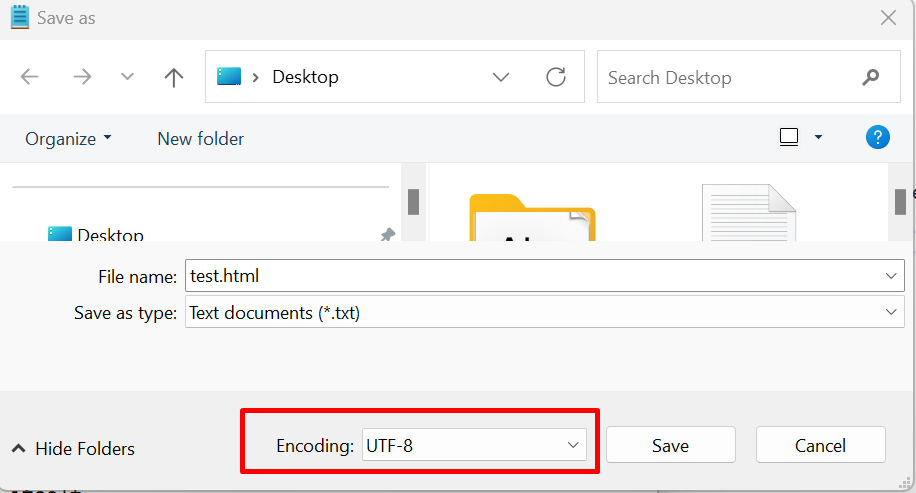 Save as
Desktop
Search Desktop
Organize
New folder
?
Desktop
File name: test.html
Save as type: Text documents (*.txt)
Hide Folders
Encoding: UTF-8
Save
Cancel